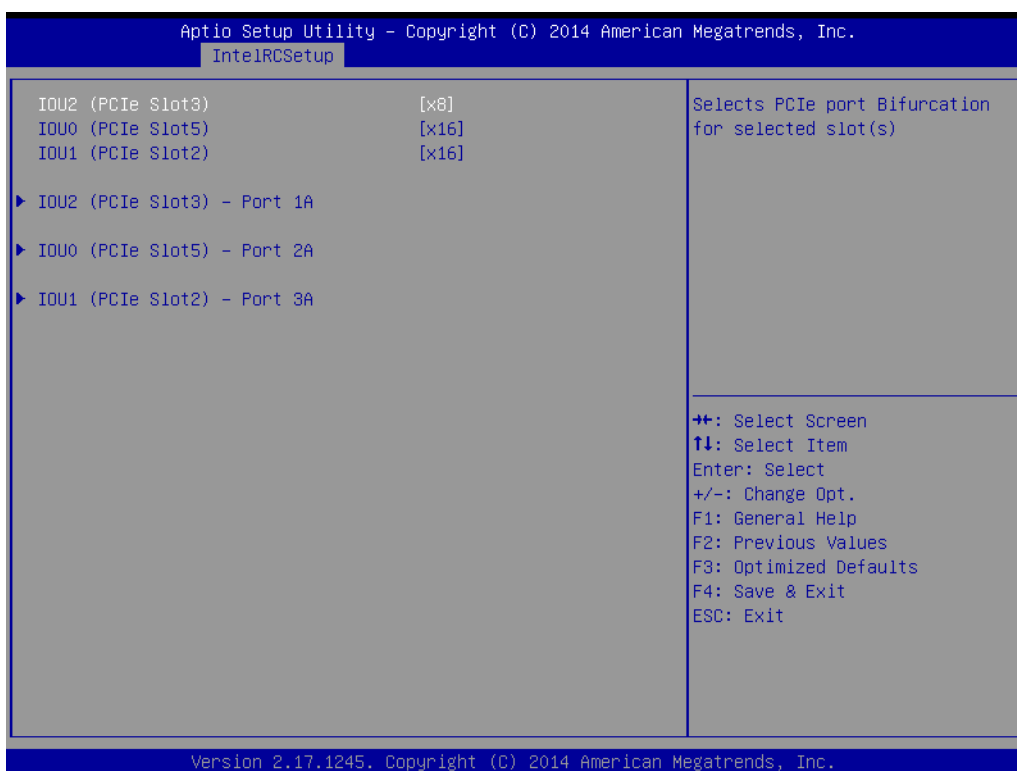 Aptio Setup Utility – Copyright (C) 2014 American Megatrends, Inc.
IntelRCSetup
IOU2 (PCIe Slot3) [x8]
IOU0 (PCIe Slot5) [x16]
IOU1 (PCIe Slot2) [x16]
▶ IOU2 (PCIe Slot3) – Port 1A
▶ IOU0 (PCIe Slot5) – Port 2A
▶ IOU1 (PCIe Slot2) – Port 3A
Selects PCIe port Bifurcation
for selected slot(s)
→←: Select Screen
↑↓: Select Item
Enter: Select
+/-: Change Opt.
F1: General Help
F2: Previous Values
F3: Optimized Defaults
F4: Save & Exit
ESC: Exit
Version 2.17.1245. Copyright (C) 2014 American Megatrends, Inc.